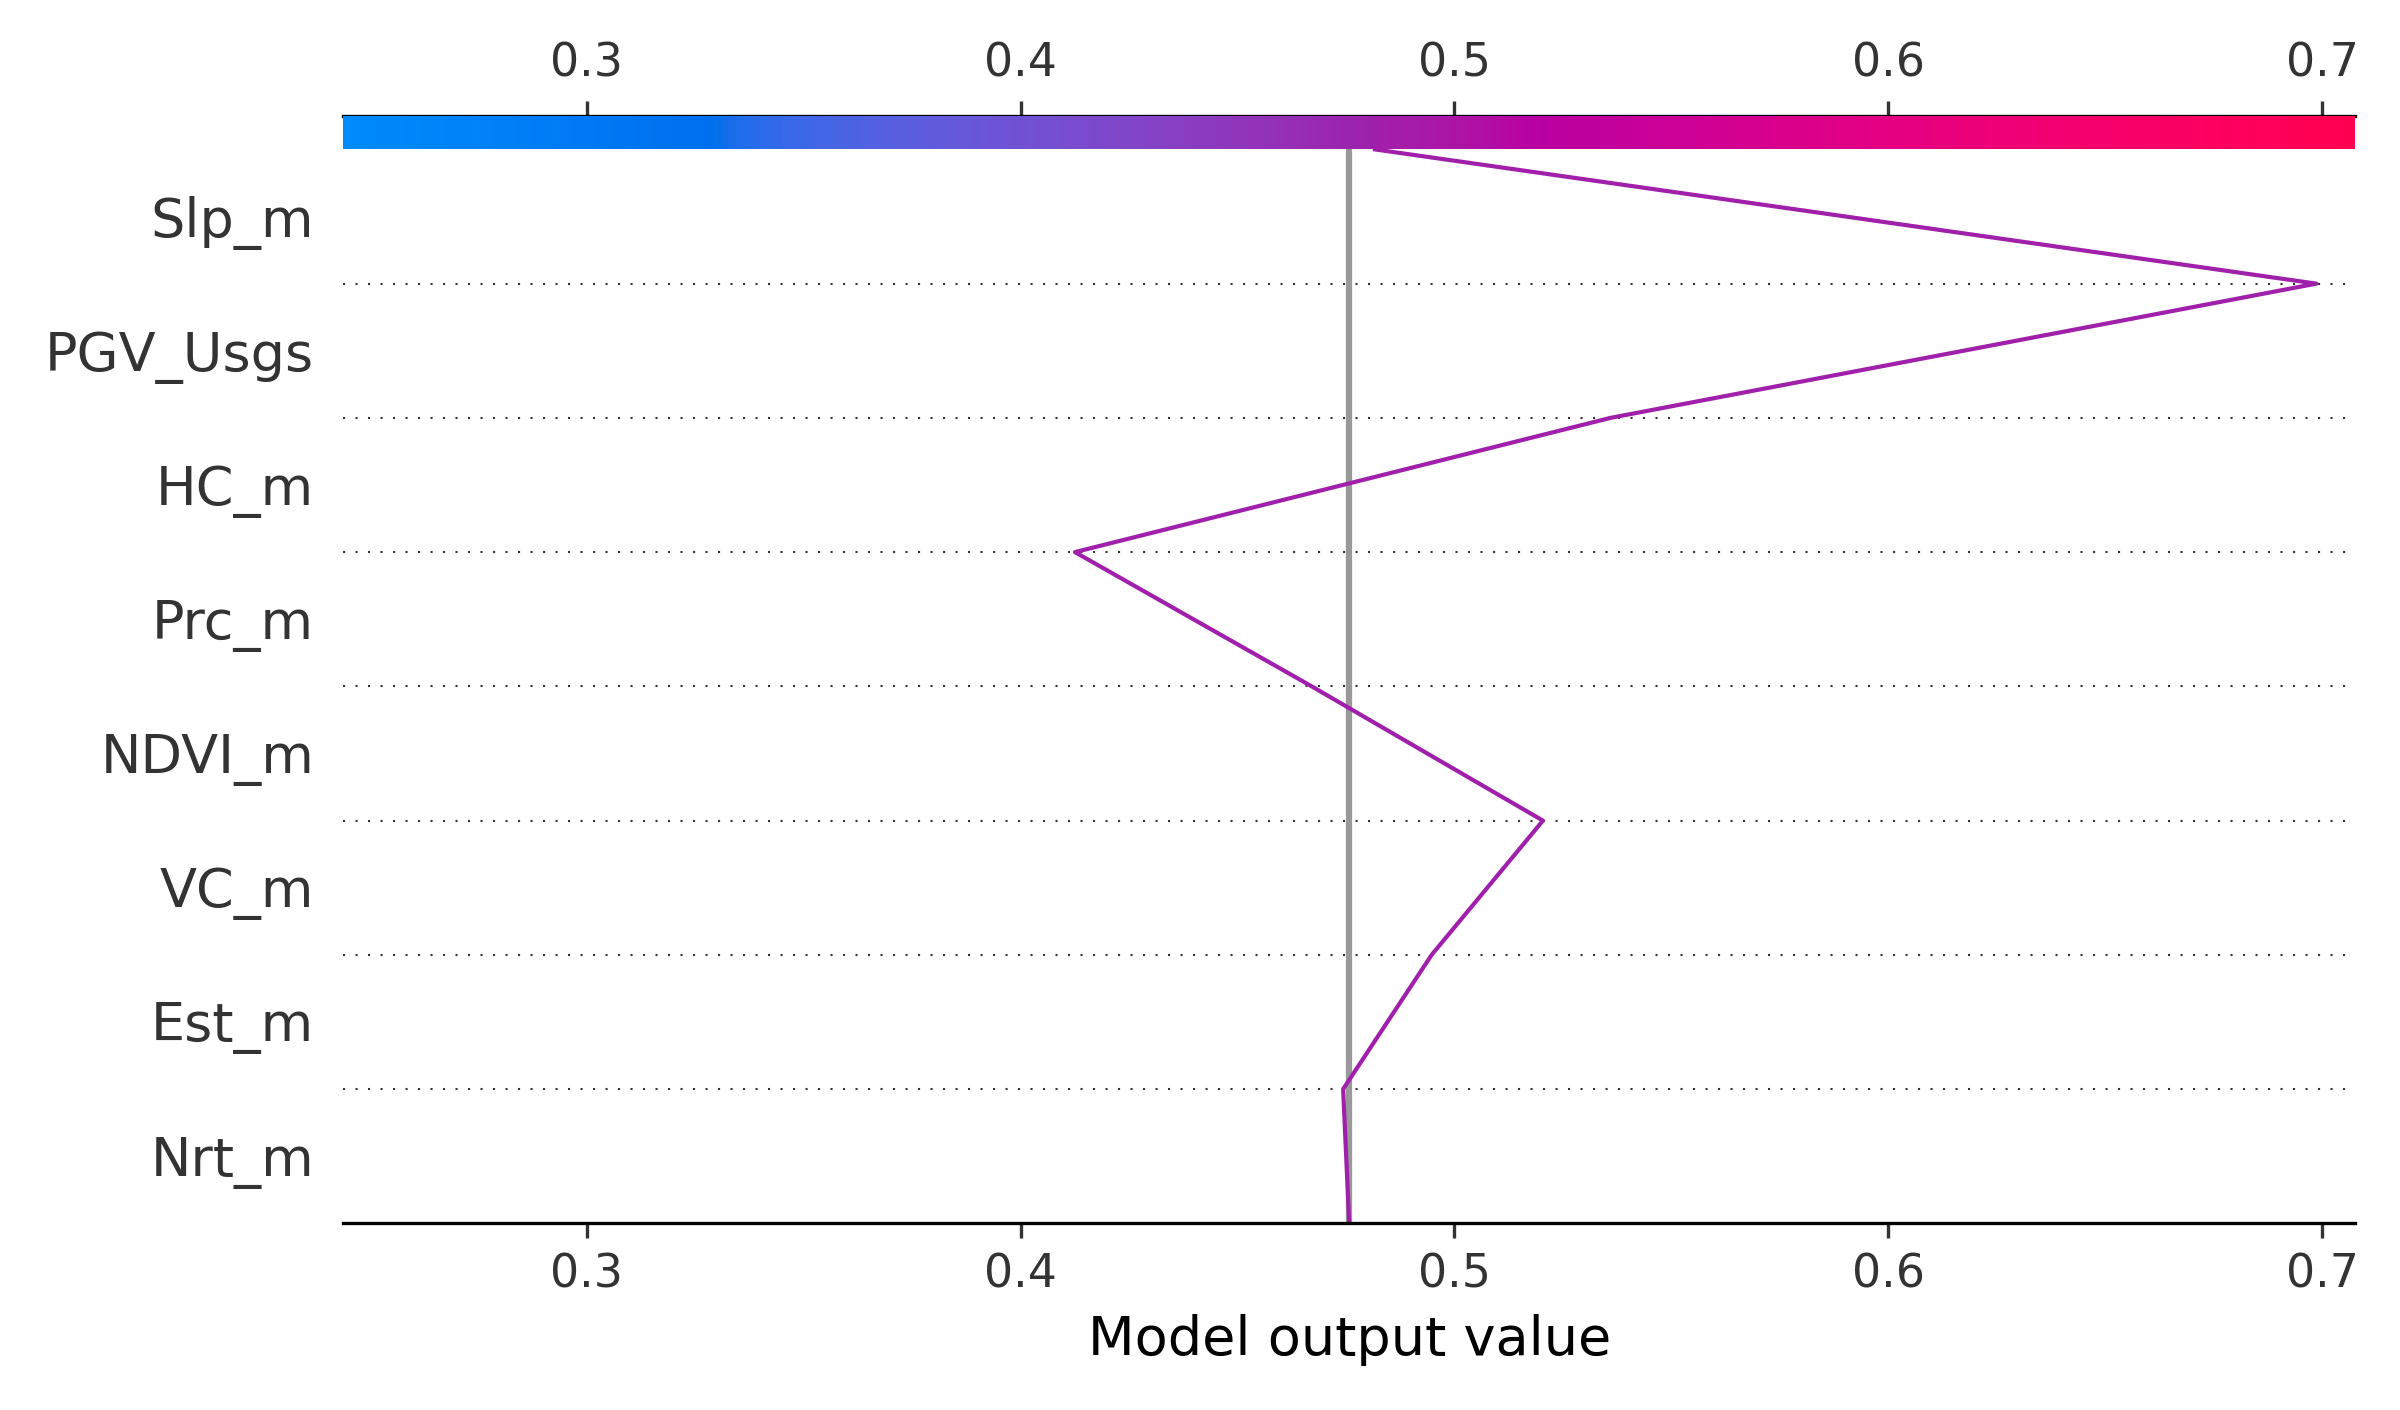 0.3 0.4 0.5 0.6 0.7
Slp_m
PGV_Usgs
HC_m
Prc_m
NDVI_m
VC_m
Est_m
Nrt_m
0.3 0.4 0.5 0.6 0.7
Model output value